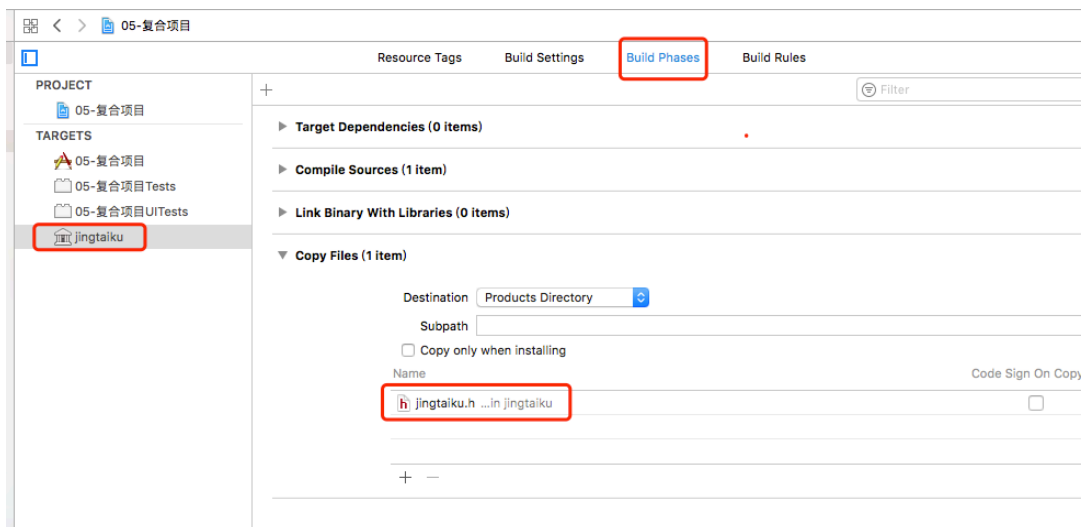 05-复合项目
Resource Tags Build Settings Build Phases Build Rules
PROJECT
05-复合项目
TARGETS
05-复合项目
05-复合项目Tests
05-复合项目UITests
jingtaiku
Filter
Target Dependencies (0 items)
Compile Sources (1 item)
Link Binary With Libraries (0 items)
Copy Files (1 item)
Destination Products Directory
Subpath
Copy only when installing
Name Code Sign On Copy
jingtaiku.h ...in jingtaiku